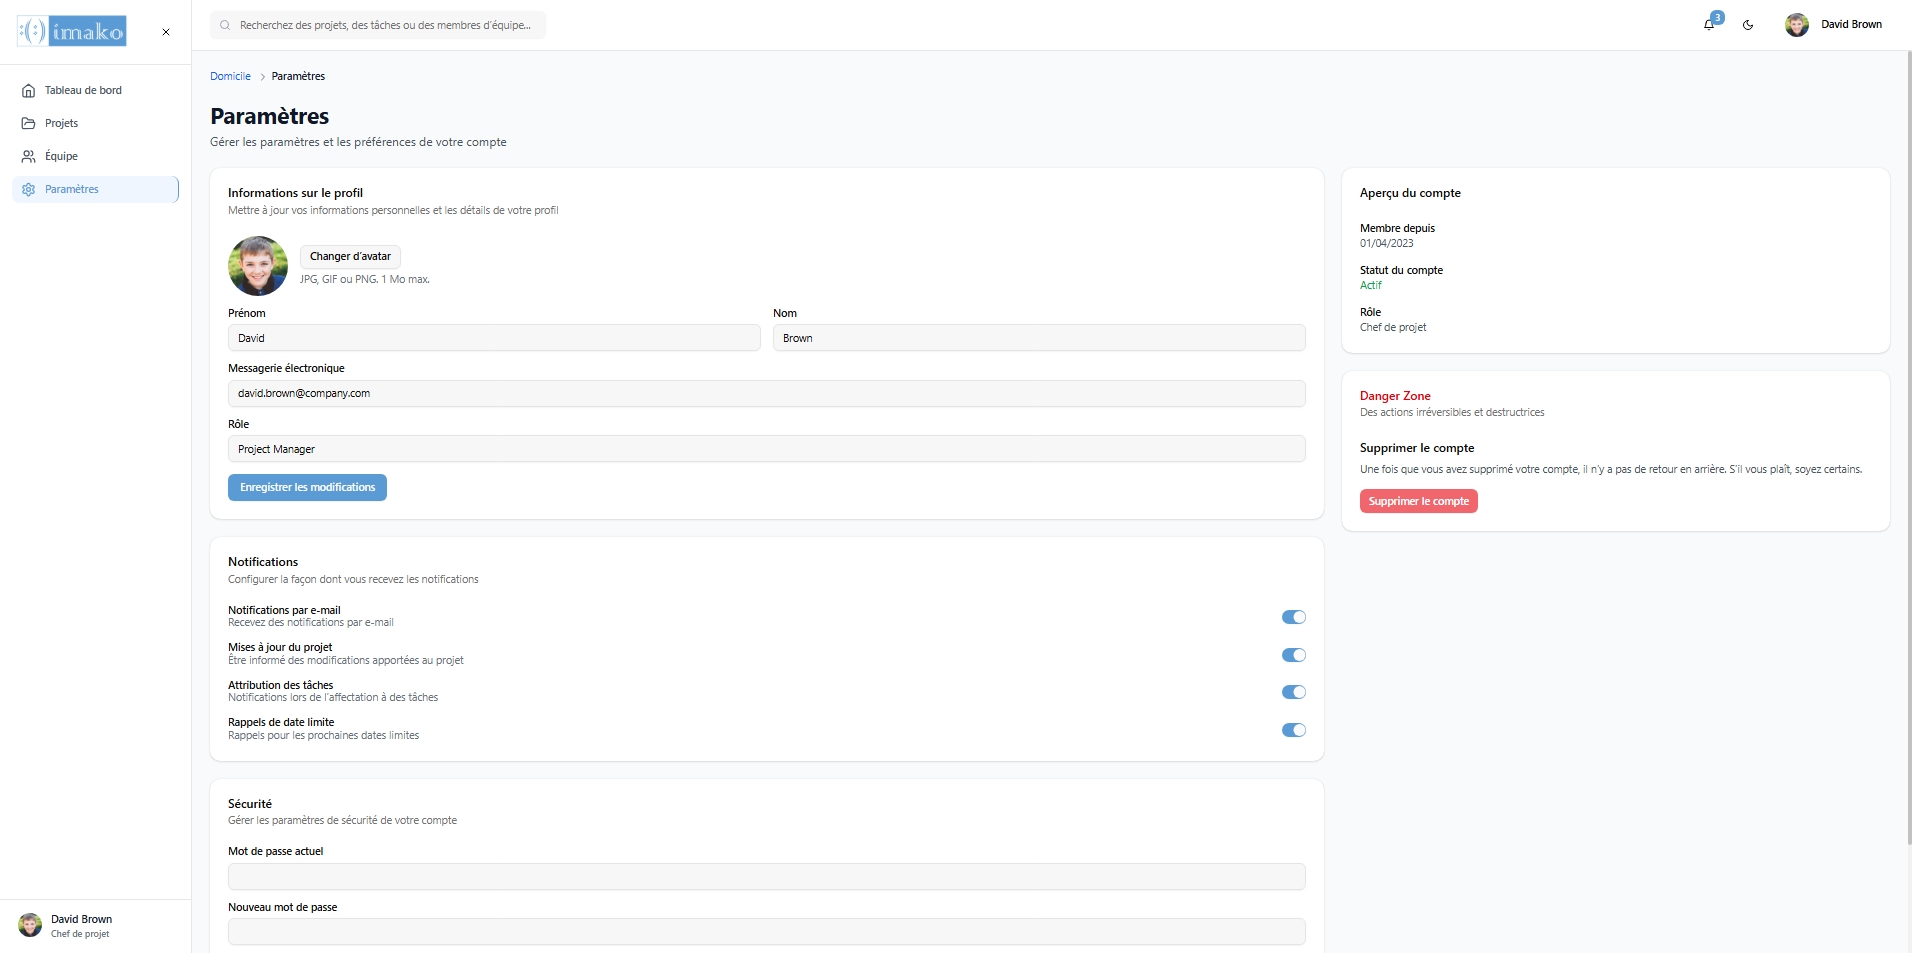 :(:) imako
Recherchez des projets, des tâches ou des membres d'équipe...
3
David Brown
Tableau de bord
Projets
Équipe
Paramètres
Domicile > Paramètres
Paramètres
Gérer les paramètres et les préférences de votre compte
Informations sur le profil
Mettre à jour vos informations personnelles et les détails de votre profil
Changer d'avatar
JPG, GIF ou PNG. 1 Mo max.
Prénom
David
Nom
Brown
Messagerie électronique
david.brown@company.com
Rôle
Project Manager
Enregistrer les modifications
Notifications
Configurer la façon dont vous recevez les notifications
Notifications par e-mail
Recevez des notifications par e-mail
Mises à jour du projet
Être informé des modifications apportées au projet
Attribution des tâches
Notifications lors de l'affectation à des tâches
Rappels de date limite
Rappels pour les prochaines dates limites
Sécurité
Gérer les paramètres de sécurité de votre compte
Mot de passe actuel
Nouveau mot de passe
Aperçu du compte
Membre depuis
01/04/2023
Statut du compte
Actif
Rôle
Chef de projet
Danger Zone
Des actions irréversibles et destructrices
Supprimer le compte
Une fois que vous avez supprimé votre compte, il n'y a pas de retour en arrière. S'il vous plaît, soyez certains.
Supprimer le compte
David Brown
Chef de projet